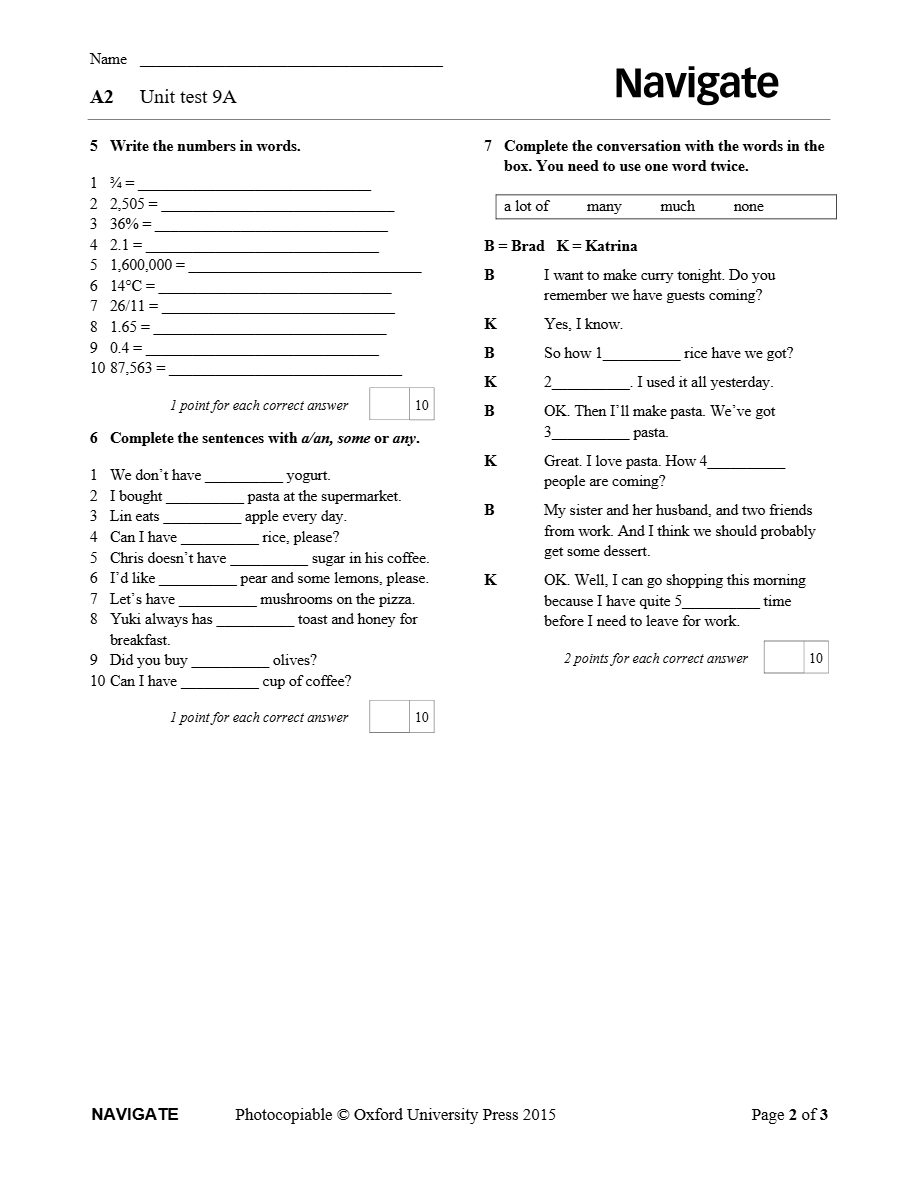 Name ____________________________________
A2 Unit test 9A
Navigate
5 Write the numbers in words.
1 ¾ = ______________________________
2 2,505 = ______________________________
3 36% = ______________________________
4 2.1 = ______________________________
5 1,600,000 = ______________________________
6 14°C = ______________________________
7 26/11 = ______________________________
8 1.65 = ______________________________
9 0.4 = ______________________________
10 87,563 = ______________________________
1 point for each correct answer 10
6 Complete the sentences with a/an, some or any.
1 We don’t have __________ yogurt.
2 I bought __________ pasta at the supermarket.
3 Lin eats __________ apple every day.
4 Can I have __________ rice, please?
5 Chris doesn’t have __________ sugar in his coffee.
6 I’d like __________ pear and some lemons, please.
7 Let’s have __________ mushrooms on the pizza.
8 Yuki always has __________ toast and honey for
breakfast.
9 Did you buy __________ olives?
10 Can I have __________ cup of coffee?
1 point for each correct answer 10
7 Complete the conversation with the words in the
box. You need to use one word twice.
a lot of many much none
B = Brad K = Katrina
B I want to make curry tonight. Do you
remember we have guests coming?
K Yes, I know.
B So how 1__________ rice have we got?
K 2__________. I used it all yesterday.
B OK. Then I’ll make pasta. We’ve got
3__________ pasta.
K Great. I love pasta. How 4__________
people are coming?
B My sister and her husband, and two friends
from work. And I think we should probably
get some dessert.
K OK. Well, I can go shopping this morning
because I have quite 5__________ time
before I need to leave for work.
2 points for each correct answer 10
NAVIGATE Photocopiable © Oxford University Press 2015 Page 2 of 3